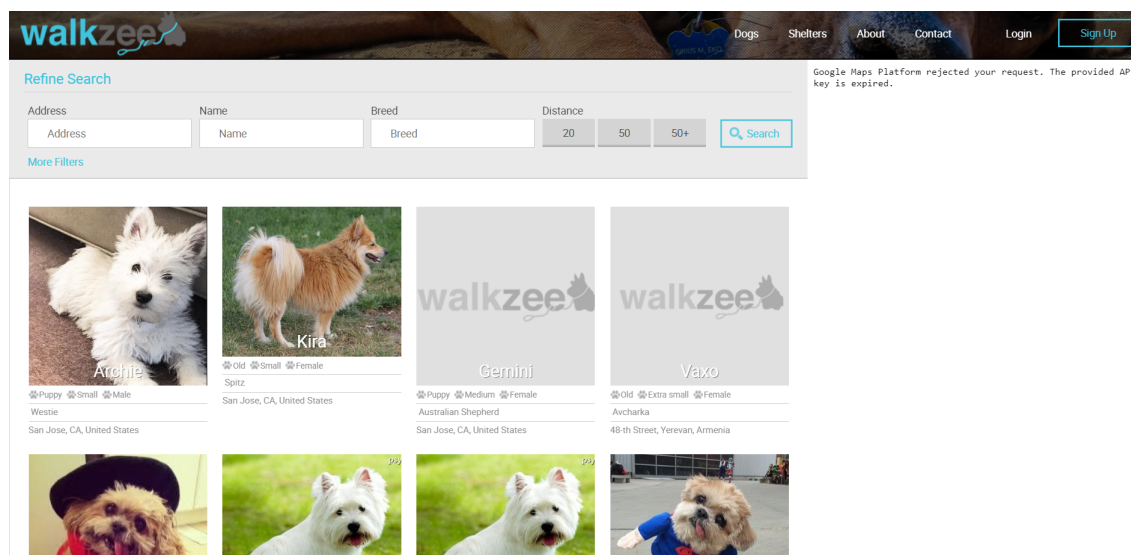 walkzee
Dogs Shelters About Contact Login Sign Up
Refine Search
Google Maps Platform rejected your request. The provided AP
key is expired.
Address Name Breed Distance
Address Name Breed 20 50 50+ Search
More Filters
walkzee walkzee
Archie Kira Gemini Vaxo
Puppy Small Male
Westie
San Jose, CA, United States
Old Small Female
Spitz
San Jose, CA, United States
Puppy Medium Female
Australian Shepherd
San Jose, CA, United States
Old Extra small Female
Avcharka
48-th Street, Yerevan, Armenia